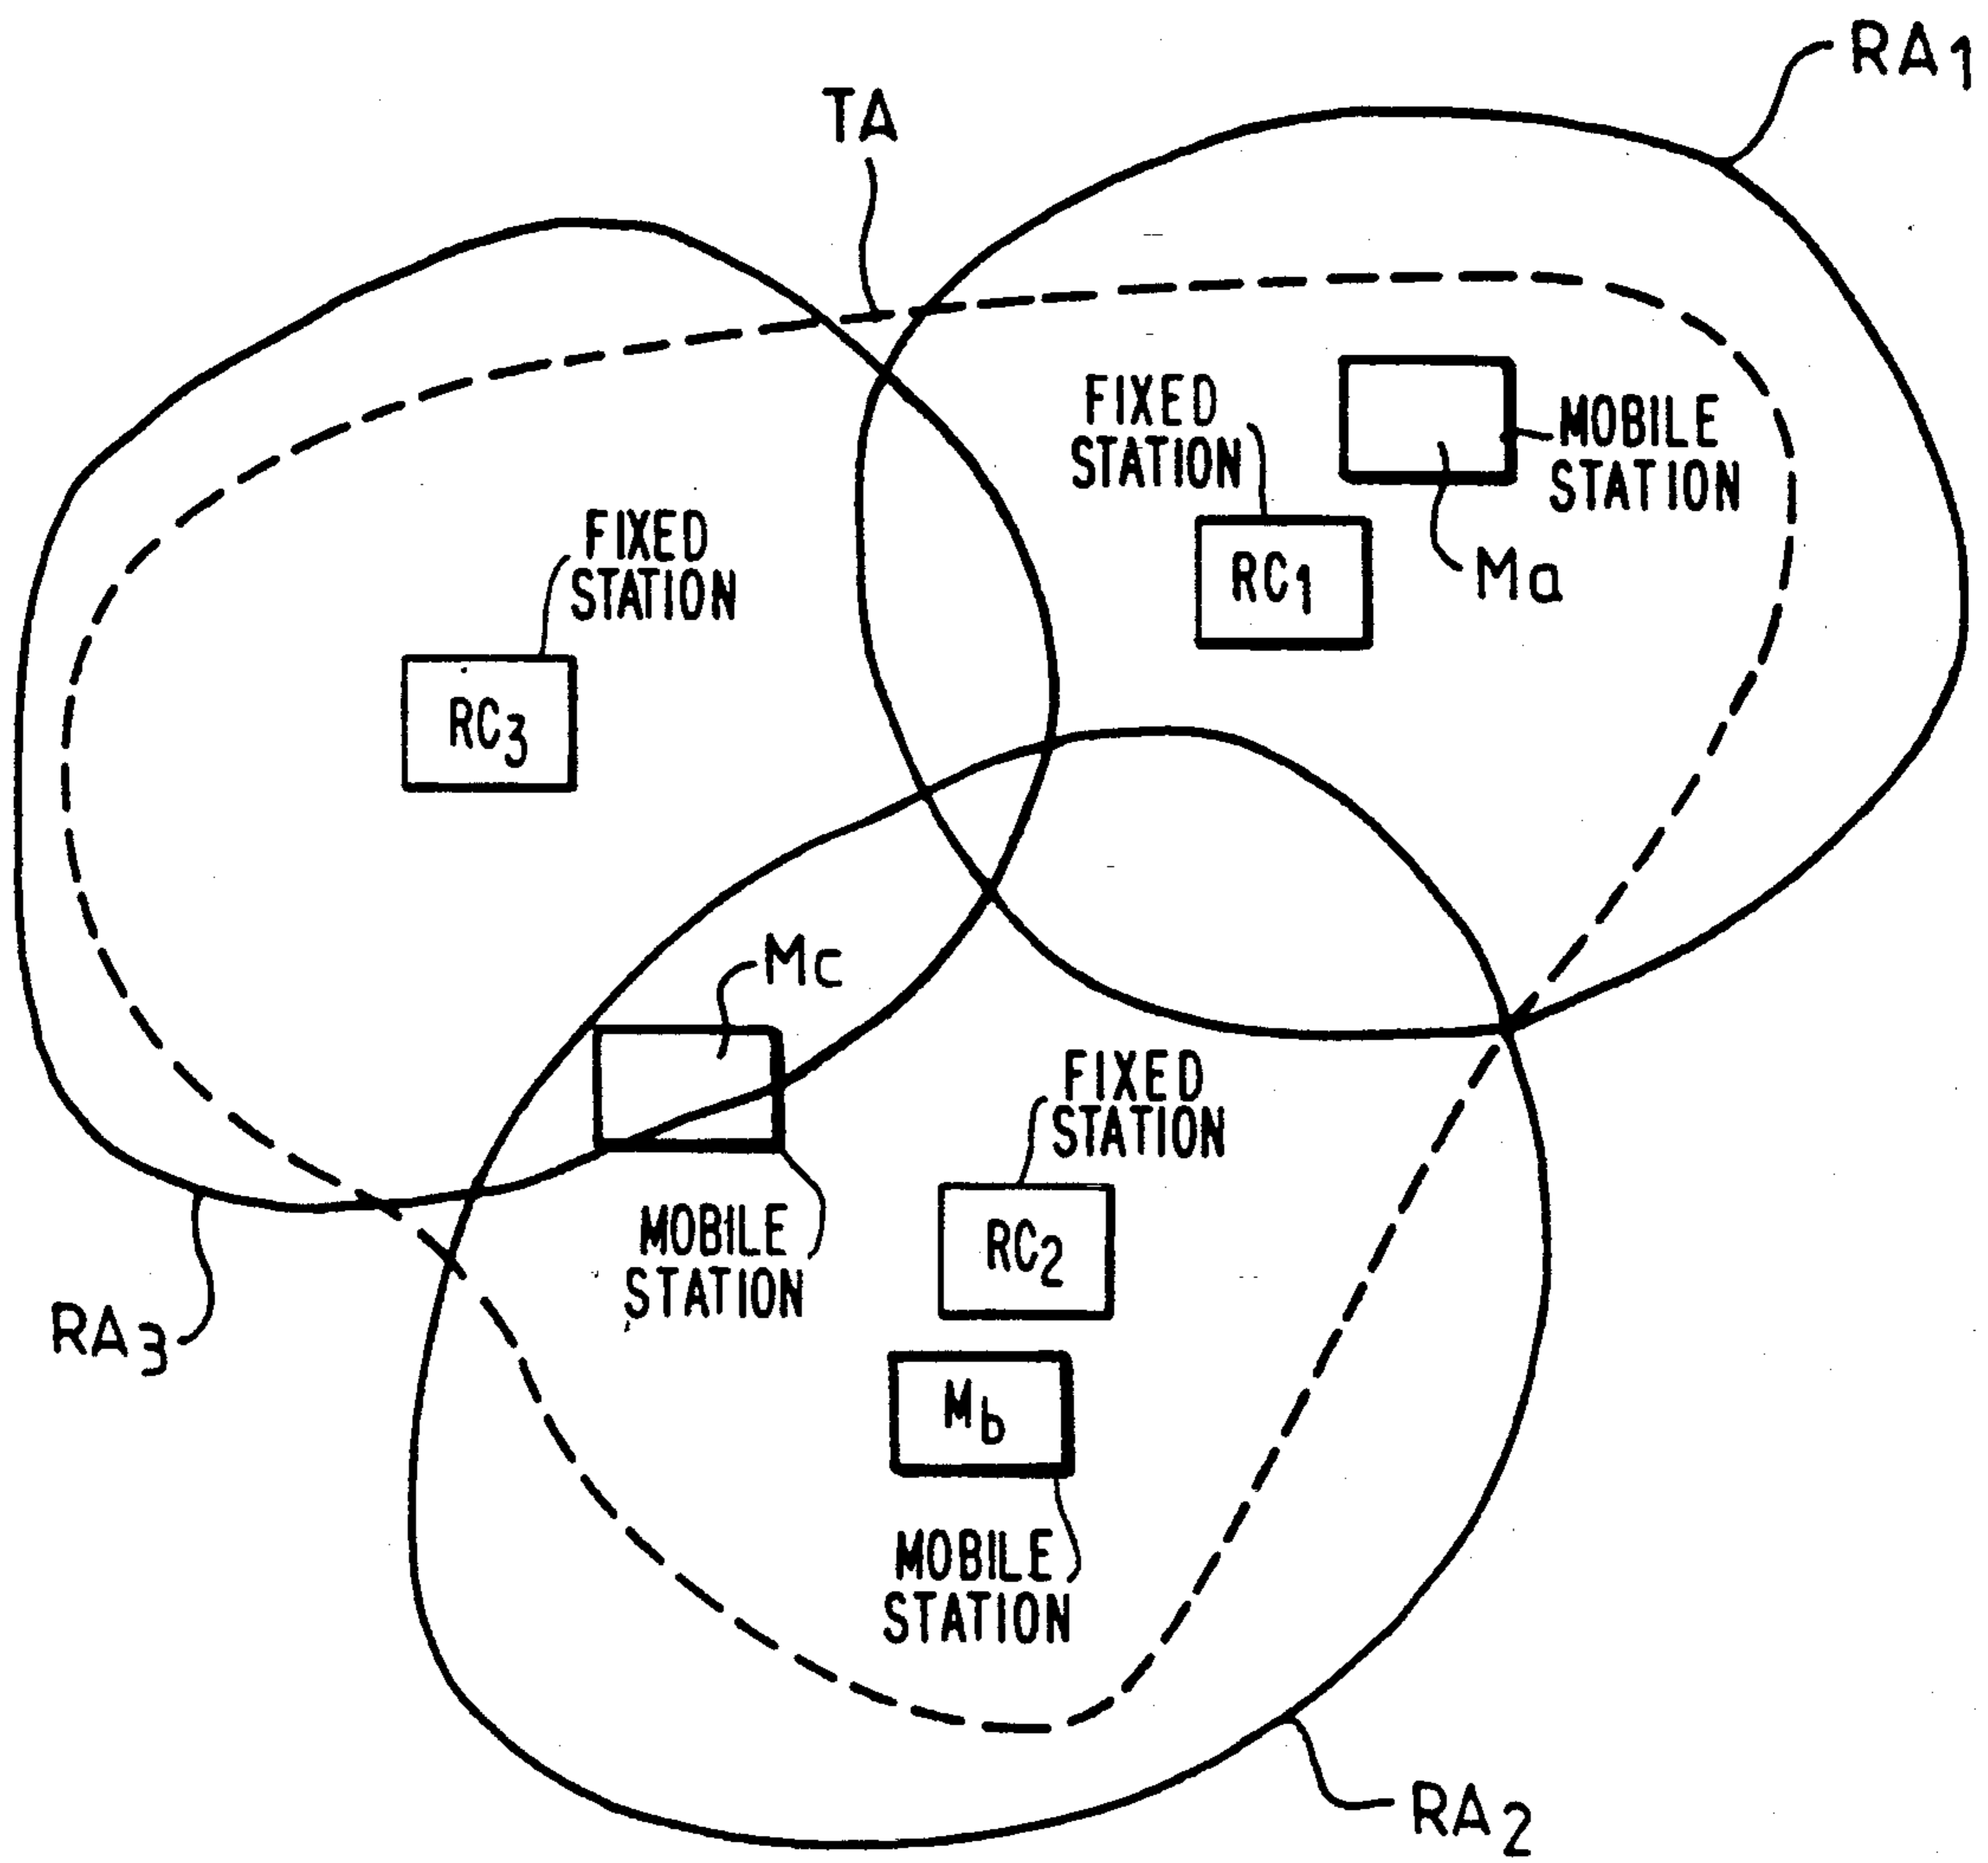 RA1
TA
FIXED
STATION
MOBILE
STATION
RC1
Ma
FIXED
STATION
RC3
Mc
FIXED
STATION
MOBILE
STATION
RC2
RA3
Mb
MOBILE
STATION
RA2